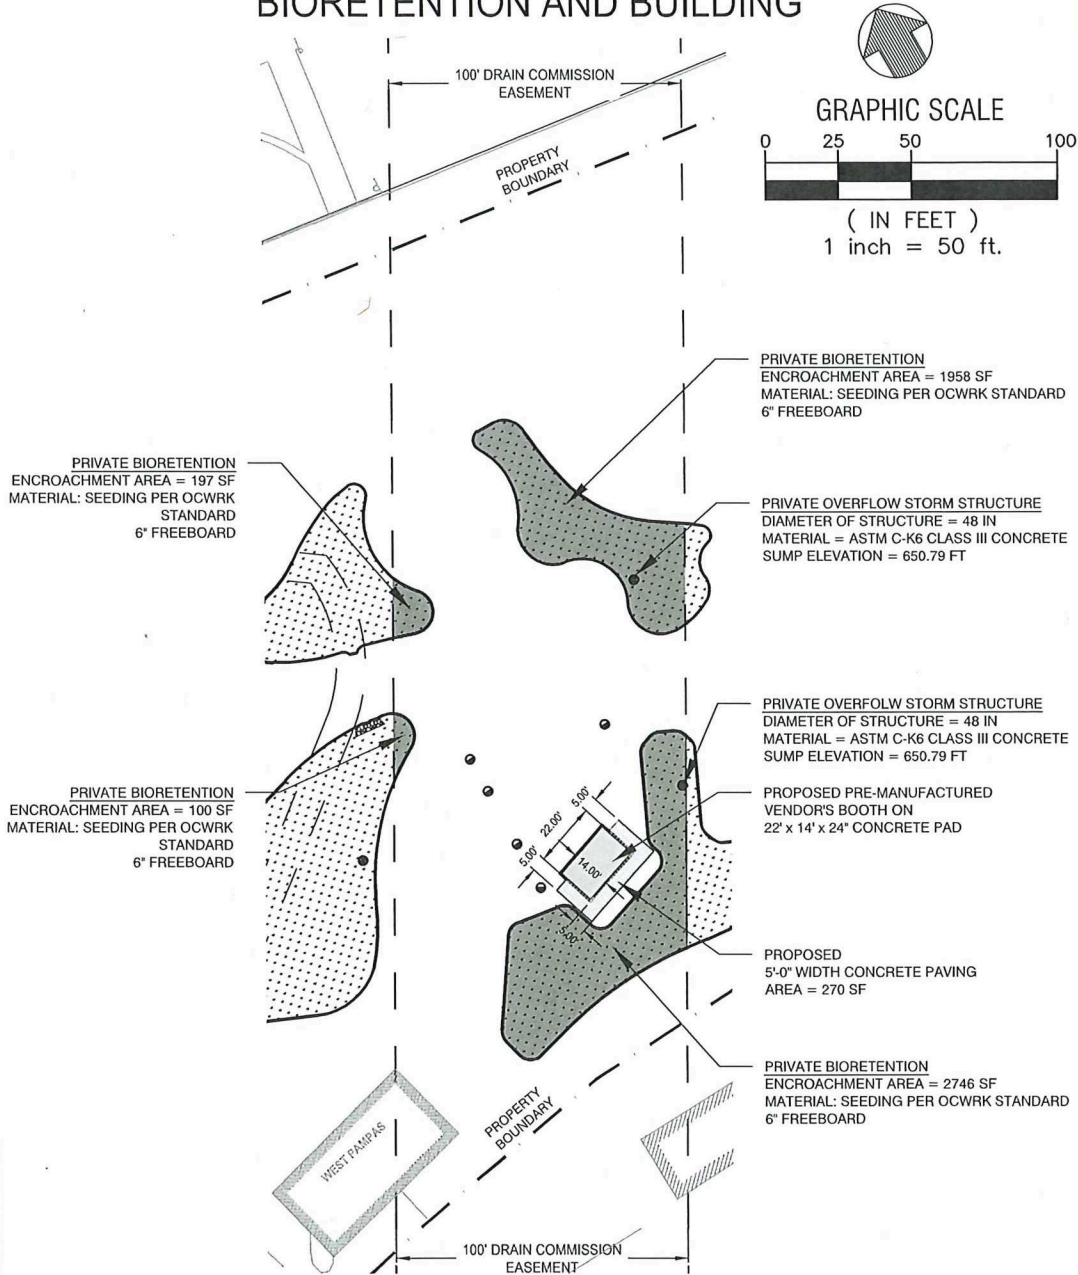 BIORETENTION AND BUILDING
100' DRAIN COMMISSION
EASEMENT
GRAPHIC SCALE
0 25 50 100
( IN FEET )
1 inch = 50 ft.
PROPERTY
BOUNDARY
PRIVATE BIORETENTION
ENCROACHMENT AREA = 1958 SF
MATERIAL: SEEDING PER OCWRK STANDARD
6" FREEBOARD
PRIVATE BIORETENTION
ENCROACHMENT AREA = 197 SF
MATERIAL: SEEDING PER OCWRK
STANDARD
6" FREEBOARD
PRIVATE OVERFLOW STORM STRUCTURE
DIAMETER OF STRUCTURE = 48 IN
MATERIAL = ASTM C-K6 CLASS III CONCRETE
SUMP ELEVATION = 650.79 FT
PRIVATE OVERFOLW STORM STRUCTURE
DIAMETER OF STRUCTURE = 48 IN
MATERIAL = ASTM C-K6 CLASS III CONCRETE
SUMP ELEVATION = 650.79 FT
PRIVATE BIORETENTION
ENCROACHMENT AREA = 100 SF
MATERIAL: SEEDING PER OCWRK
STANDARD
6" FREEBOARD
PROPOSED PRE-MANUFACTURED
VENDOR'S BOOTH ON
22' x 14' x 24" CONCRETE PAD
5.00'
22.00'
5.00'
14.00'
5.00'
PROPOSED
5'-0" WIDTH CONCRETE PAVING
AREA = 270 SF
PRIVATE BIORETENTION
ENCROACHMENT AREA = 2746 SF
MATERIAL: SEEDING PER OCWRK STANDARD
6" FREEBOARD
PROPERTY
BOUNDARY
WEST PAMPAS
100' DRAIN COMMISSION
EASEMENT